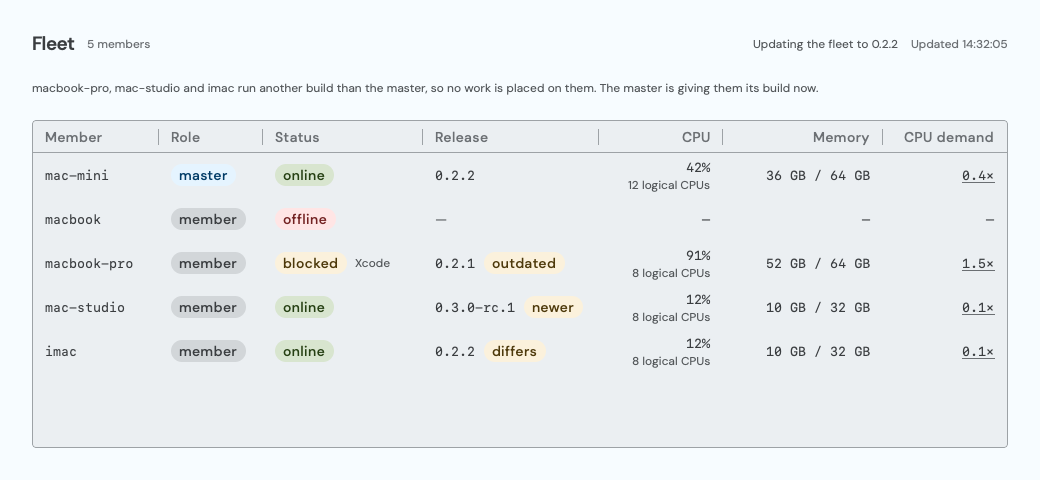 Fleet 5 members Updating the fleet to 0.2.2 Updated 14:32:05
macbook-pro, mac-studio and imac run another build than the master, so no work is placed on them. The master is giving them its build now.
Member Role Status Release CPU Memory CPU demand
mac-mini master online 0.2.2 42% 36 GB / 64 GB 0.4×
12 logical CPUs
macbook member offline — — — —
macbook-pro member blocked Xcode 0.2.1 outdated 91% 52 GB / 64 GB 1.5×
8 logical CPUs
mac-studio member online 0.3.0-rc.1 newer 12% 10 GB / 32 GB 0.1×
8 logical CPUs
imac member online 0.2.2 differs 12% 10 GB / 32 GB 0.1×
8 logical CPUs